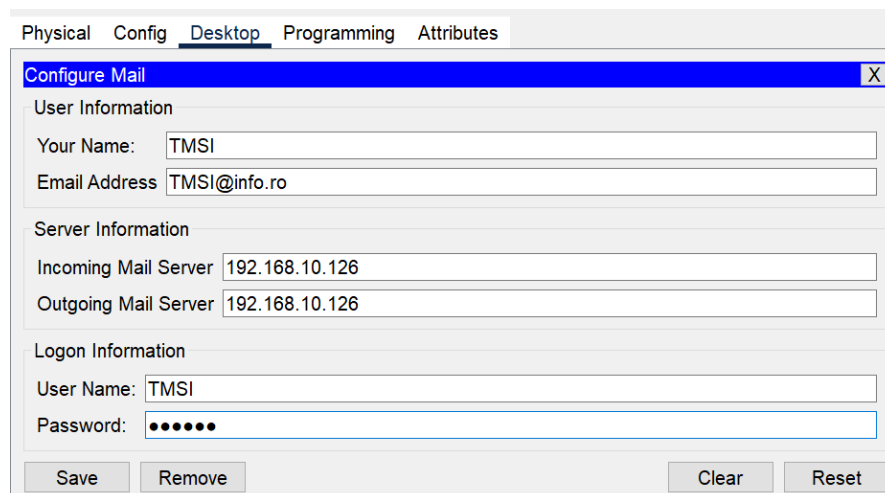 Physical Config Desktop Programming Attributes
Configure Mail X
User Information
Your Name: TMSI
Email Address TMSI@info.ro
Server Information
Incoming Mail Server 192.168.10.126
Outgoing Mail Server 192.168.10.126
Logon Information
User Name: TMSI
Password: ●●●●●●
Save Remove Clear Reset